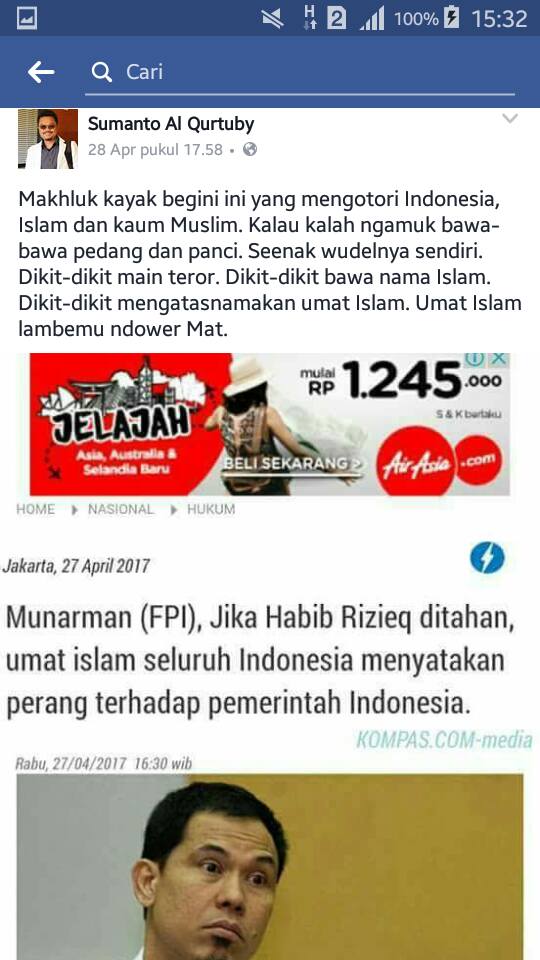 H
2
100%
15:32
Cari
Sumanto Al Qurtuby
28 Apr pukul 17.58 •
Makhluk kayak begini ini yang mengotori Indonesia,
Islam dan kaum Muslim. Kalau kalah ngamuk bawa-
bawa pedang dan panci. Seenak wudelnya sendiri.
Dikit-dikit main teror. Dikit-dikit bawa nama Islam.
Dikit-dikit mengatasnamakan umat Islam. Umat Islam
lambemu ndower Mat.
JELAJAH
Asia, Australia &
Selandia Baru
BELI SEKARANG >
mulai
RP 1.245.000
S & K berlaku
AirAsia.com
HOME NASIONAL HUKUM
Jakarta, 27 April 2017
Munarman (FPI), Jika Habib Rizieq ditahan,
umat islam seluruh Indonesia menyatakan
perang terhadap pemerintah Indonesia.
KOMPAS.COM-media
Rabu, 27/04/2017 16:30 wib